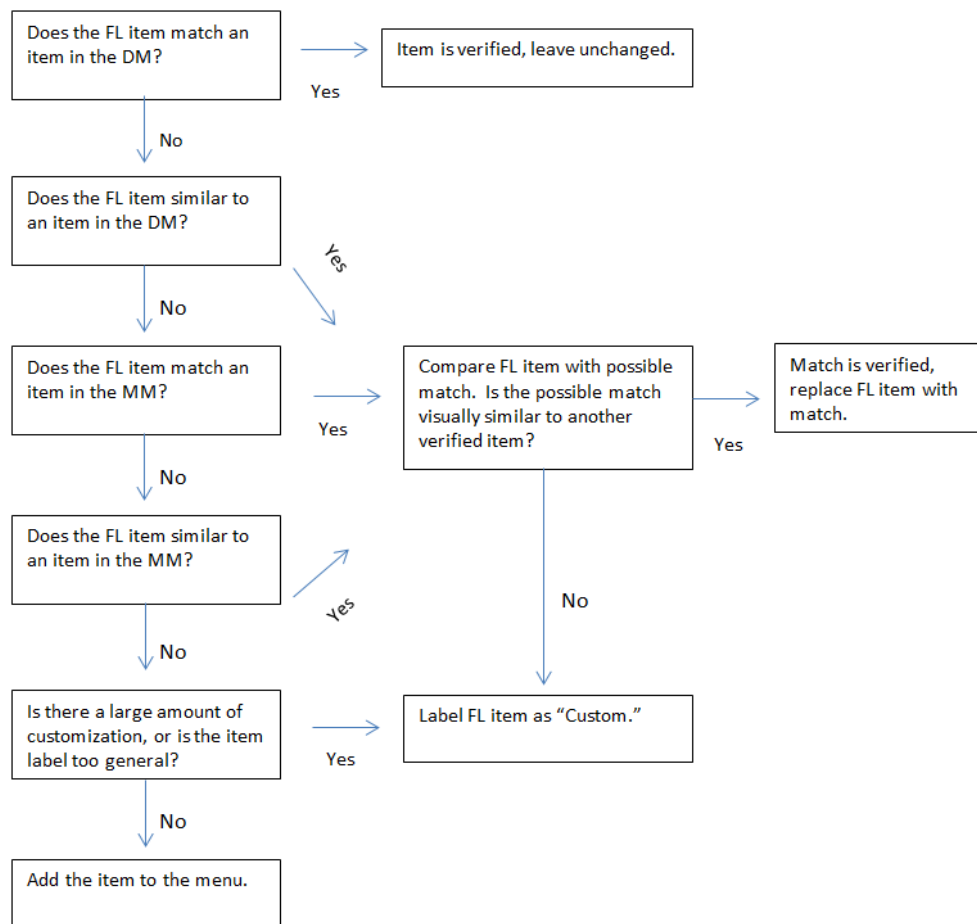 Does the FL item match an
item in the DM?
Yes
Item is verified, leave unchanged.
No
Does the FL item similar to
an item in the DM?
Yes
No
Does the FL item match an
item in the MM?
Yes
Compare FL item with possible
match.  Is the possible match
visually similar to another
verified item?
Yes
Match is verified,
replace FL item with
match.
No
Does the FL item similar to
an item in the MM?
Yes
No
No
Is there a large amount of
customization, or is the item
label too general?
Yes
Label FL item as “Custom.”
No
Add the item to the menu.